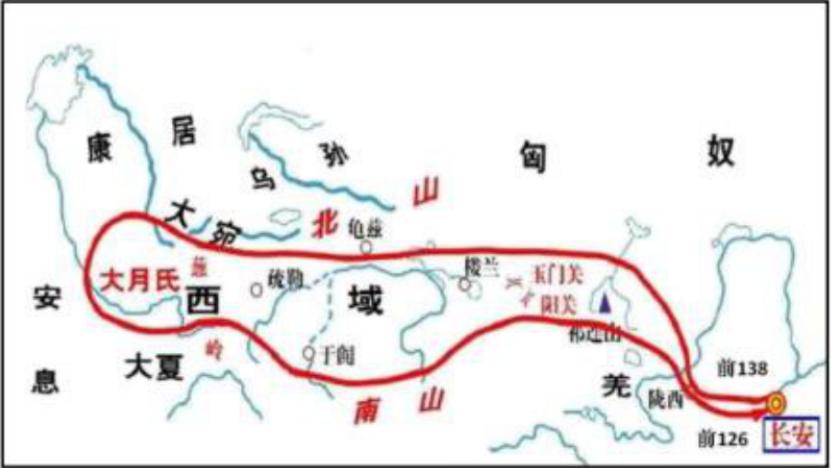 康居
乌孙
匈奴
大宛
北山
龟兹
大月氏
葱岭
疏勒
西域
楼兰
玉门关
阳关
祁连山
安息
大夏
于阗
南山
羌
陇西
前138
前126
长安